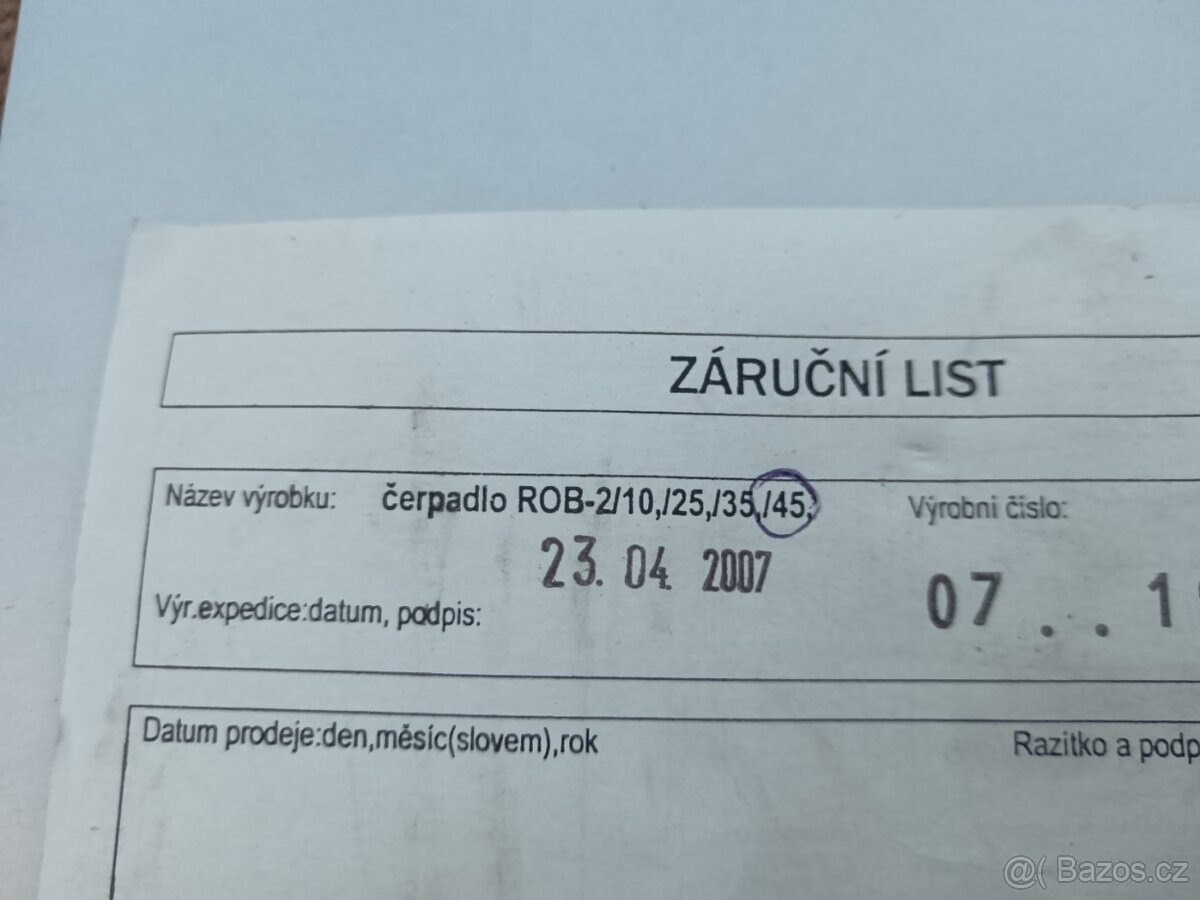 ZÁRUČNÍ LIST
Název výrobku: čerpadlo ROB-2/10,/25,/35,/45, Výrobní číslo:
23. 04. 2007
07 . . 1
Výr.expedice:datum, podpis:
Datum prodeje:den,měsíc(slovem),rok Razítko a podp
@( Bazos.cz